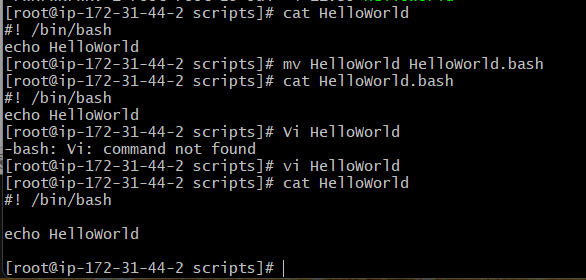 [root@ip-172-31-44-2 scripts]# cat HelloWorld
#! /bin/bash
echo HelloWorld
[root@ip-172-31-44-2 scripts]# mv HelloWorld HelloWorld.bash
[root@ip-172-31-44-2 scripts]# cat HelloWorld.bash
#! /bin/bash
echo HelloWorld
[root@ip-172-31-44-2 scripts]# Vi HelloWorld
-bash: Vi: command not found
[root@ip-172-31-44-2 scripts]# vi HelloWorld
[root@ip-172-31-44-2 scripts]# cat HelloWorld
#! /bin/bash

echo HelloWorld

[root@ip-172-31-44-2 scripts]#